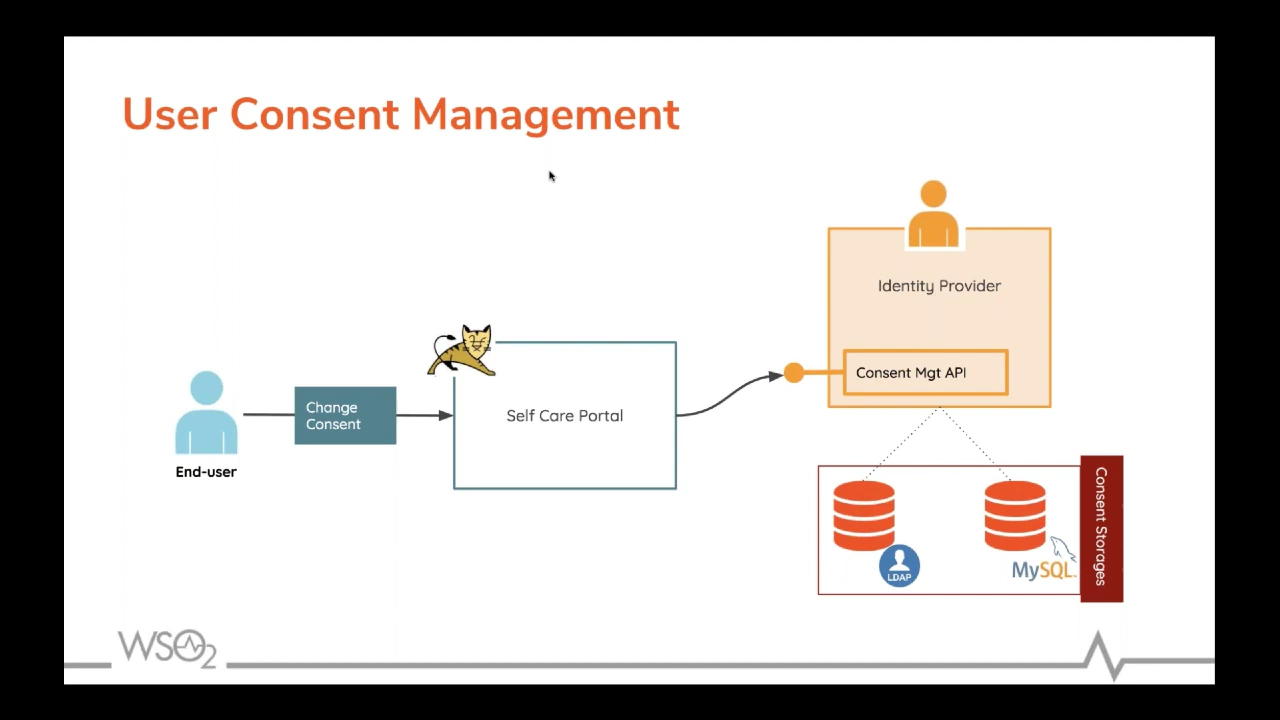 User Consent Management
Identity Provider
Consent Mgt API
Change
Consent
Self Care Portal
End-user
Consent Storages
LDAP
MySQL
WSO2